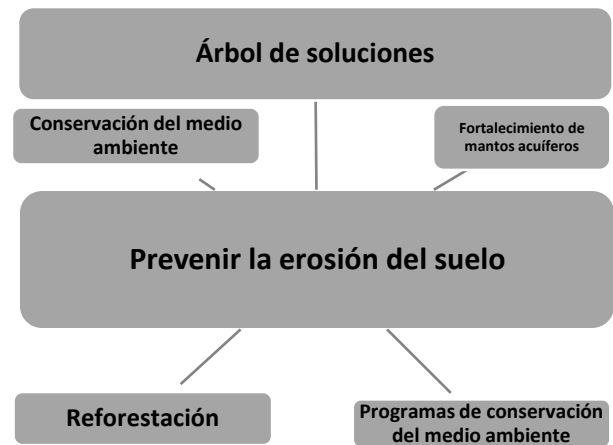 Árbol de soluciones
Conservación del medio
ambiente
Fortalecimiento de
mantos acuíferos
Prevenir la erosión del suelo
Reforestación
Programas de conservación
del medio ambiente